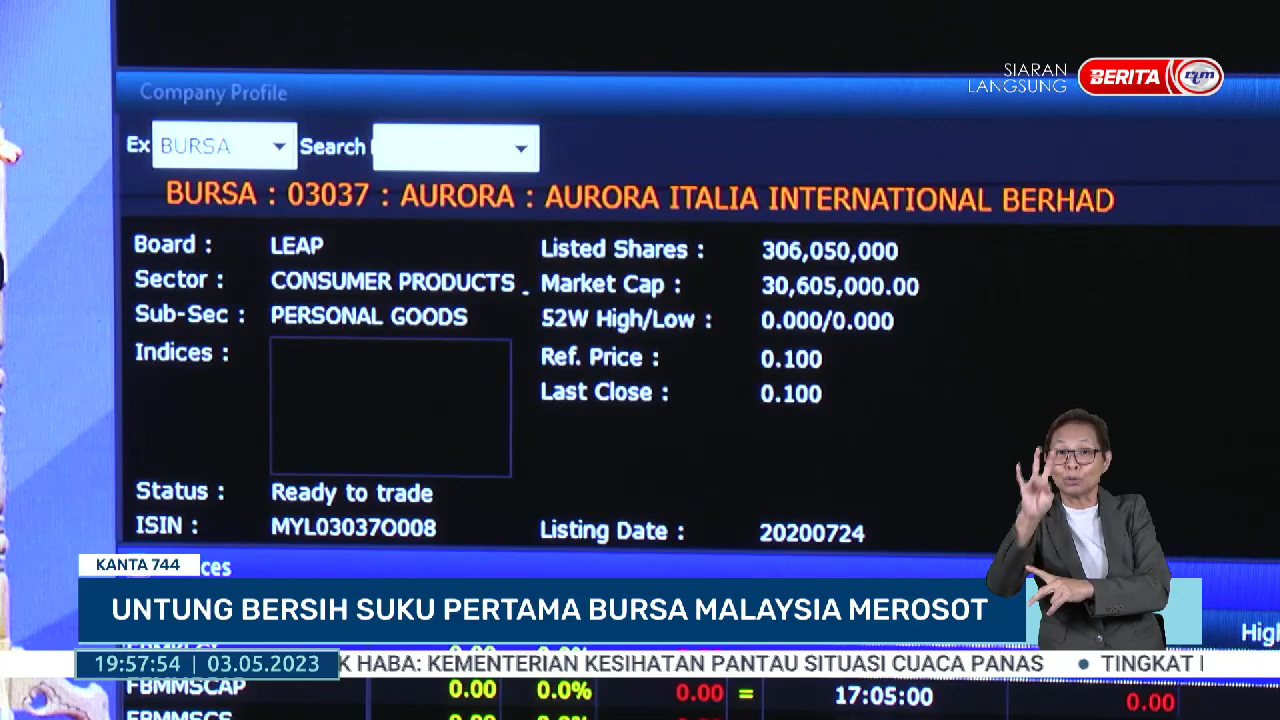 SIARAN
LANGSUNG
BERITA rtm
Company Profile
Ex BURSA Search
BURSA : 03037 : AURORA : AURORA ITALIA INTERNATIONAL BERHAD
Board : LEAP Listed Shares : 306,050,000
Sector : CONSUMER PRODUCTS Market Cap : 30,605,000.00
Sub-Sec : PERSONAL GOODS 52W High/Low : 0.000/0.000
Indices : Ref. Price : 0.100
Last Close : 0.100
Status : Ready to trade
ISIN : MYL03037O008 Listing Date : 20200724
KANTA 744
UNTUNG BERSIH SUKU PERTAMA BURSA MALAYSIA MEROSOT
19:57:54 | 03.05.2023 K HABA: KEMENTERIAN KESIHATAN PANTAU SITUASI CUACA PANAS • TINGKAT
FBMMSCAP 0.00 0.0% 0.00 = 17:05:00 0.00